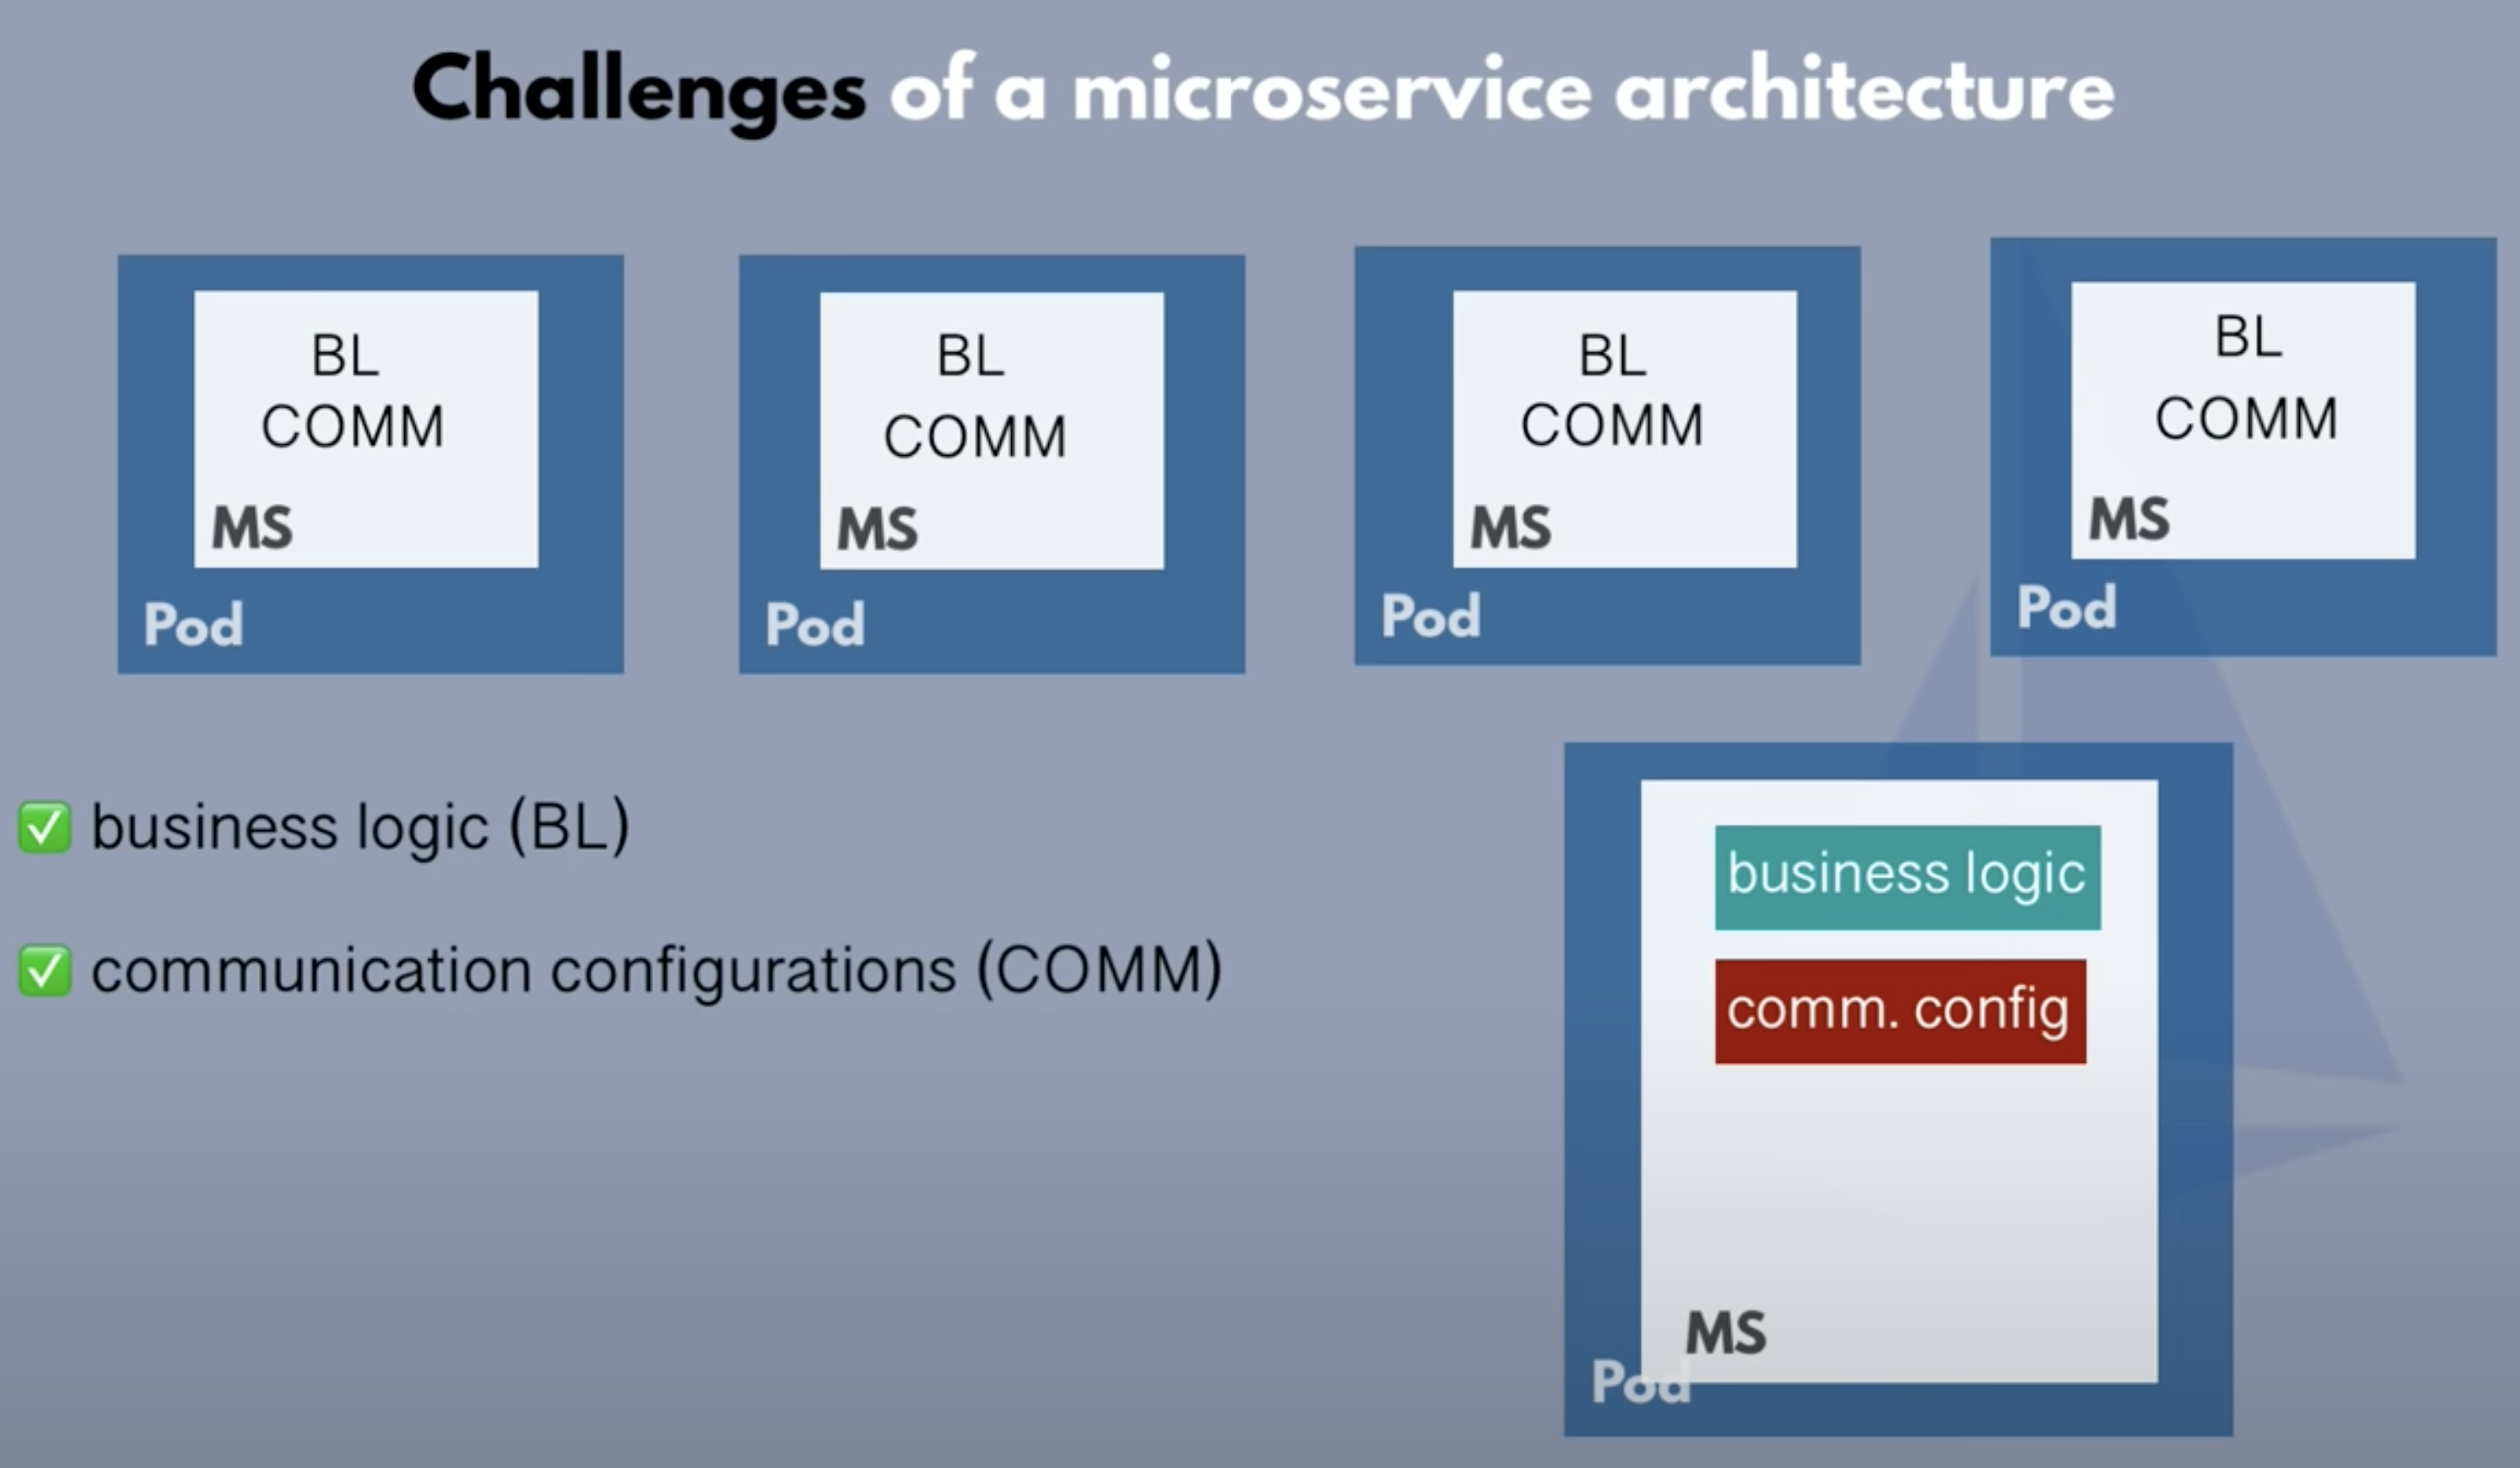 Challenges of a microservice architecture
BL
COMM
MS
Pod
BL
COMM
MS
Pod
BL
COMM
MS
Pod
BL
COMM
MS
Pod
✅ business logic (BL)
✅ communication configurations (COMM)
business logic
comm. config
MS
Pod